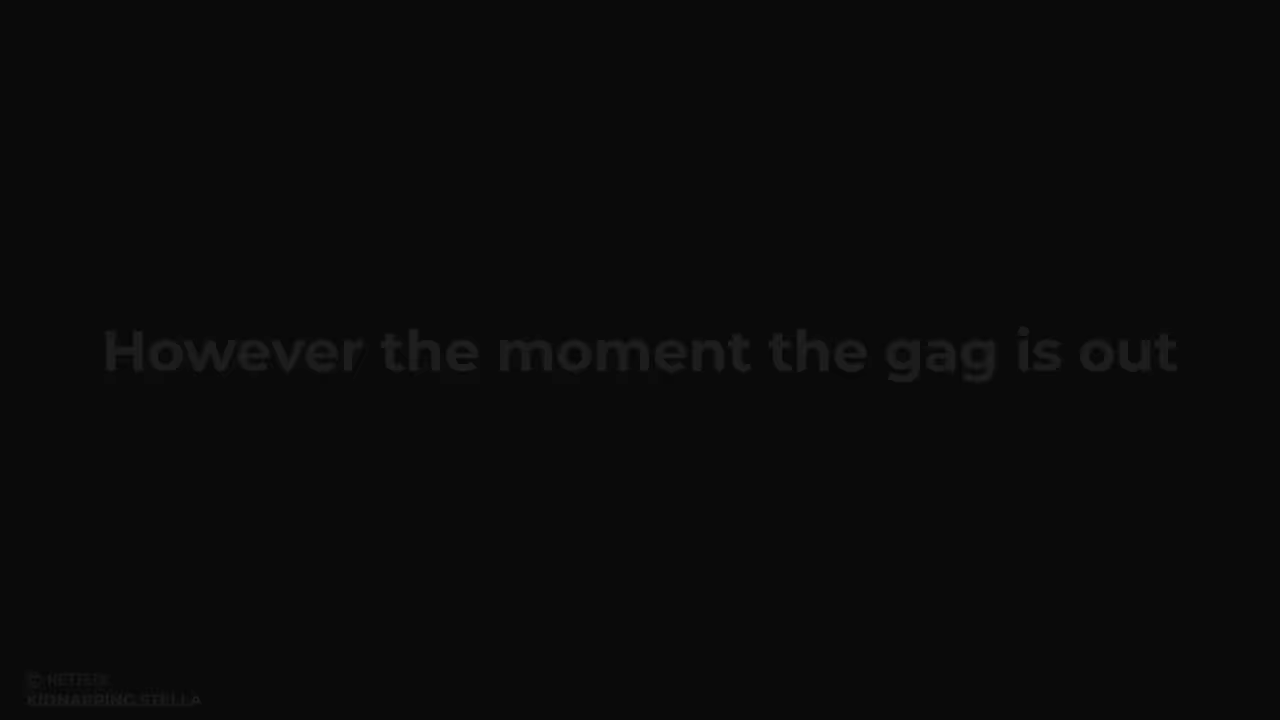 However the moment the gag is out
© NETFLIX
KIDNAPPING STELLA